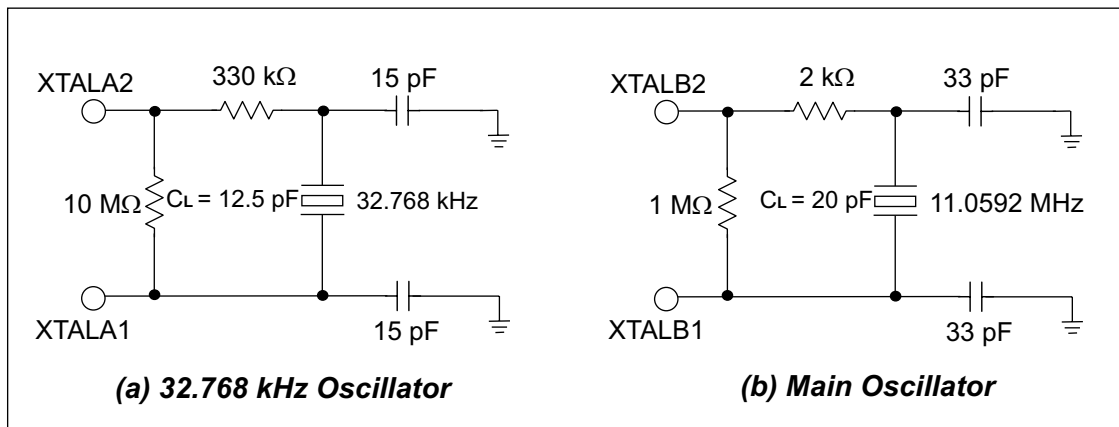 XTALA2
330 kΩ
15 pF
10 MΩ
CL = 12.5 pF
32.768 kHz
XTALA1
15 pF
(a) 32.768 kHz Oscillator
XTALB2
2 kΩ
33 pF
1 MΩ
CL = 20 pF
11.0592 MHz
XTALB1
33 pF
(b) Main Oscillator